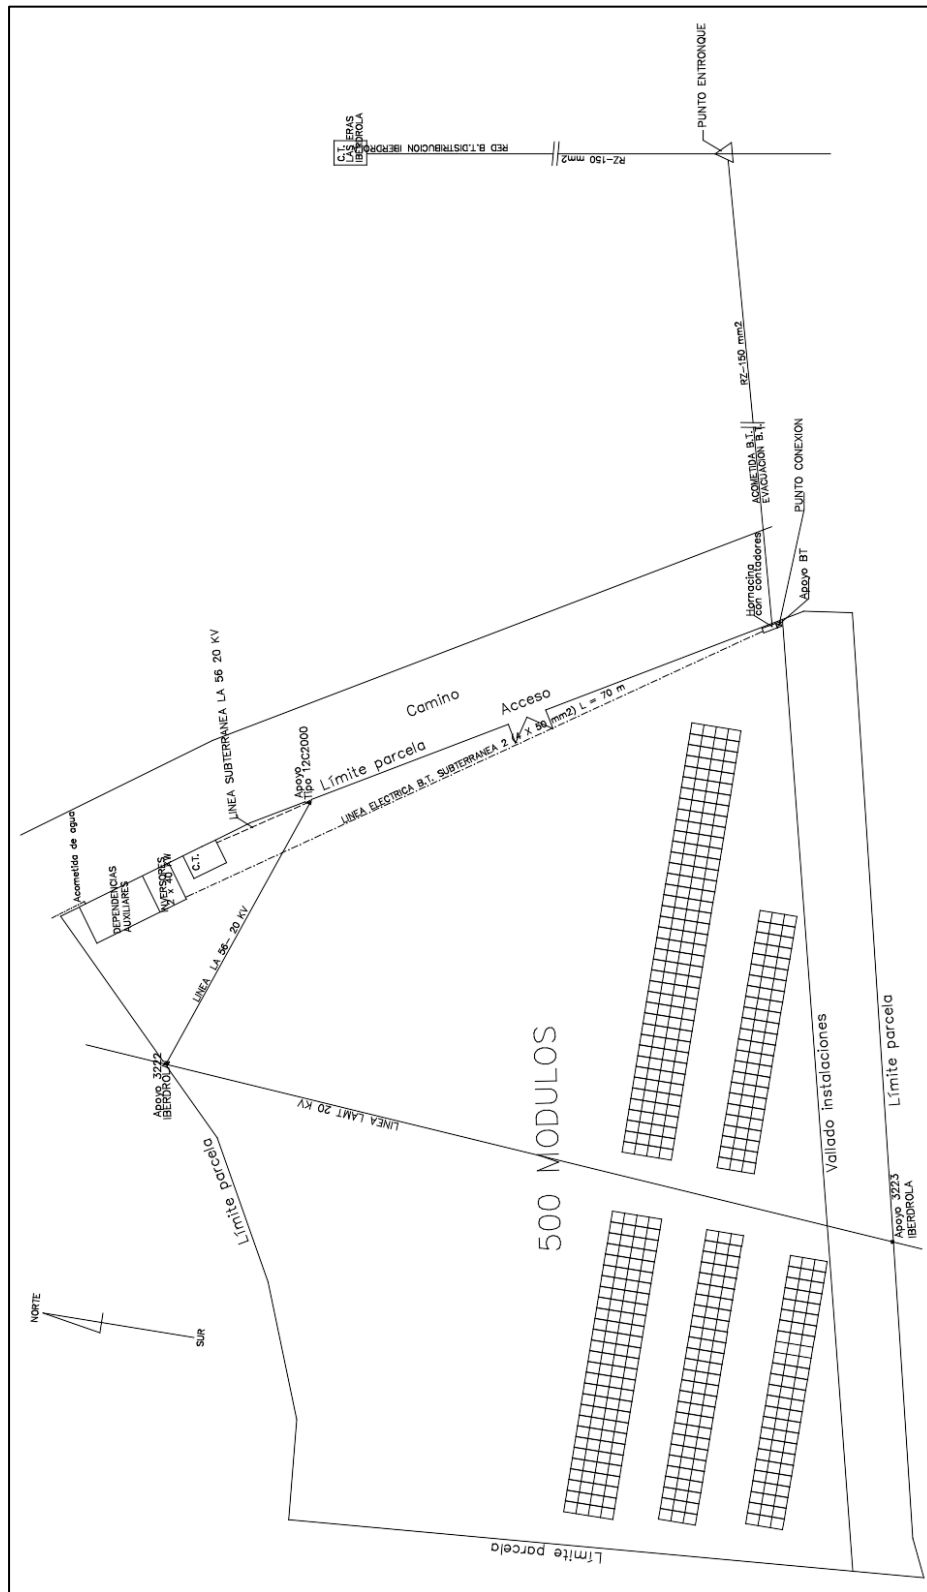 PUNTO ENTRONQUE
C.T.
LAS ERAS
IBERDROLA
RED B.T.DISTRIBUCION IBERDRO
RZ-150 mm2
RZ-150 mm2
ACOMETIDA B.T.
EVACUACION B.T.
PUNTO CONEXION
Hornacina
con contadores
Apoyo BT
LINEA SUBTERRANEA LA 56 20 KV
Camino
Acceso
Apoyo
Tipo 12C2000
Límite parcela
LINEA ELECTRICA B.T. SUBTERRANEA 2 (4 X 50 mm2) L = 70 m
Acometida de agua
DEPENDENCIAS
AUXILIARES
INVERSORES
2 x 40 KW
C.T.
LINEA LA 56- 20 KV
Apoyo 3222
IBERDROLA
LINEA LAMT 20 KV
500 MODULOS
Límite parcela
Vallado instalaciones
Límite parcela
Apoyo 3223
IBERDROLA
NORTE
SUR
Límite parcela